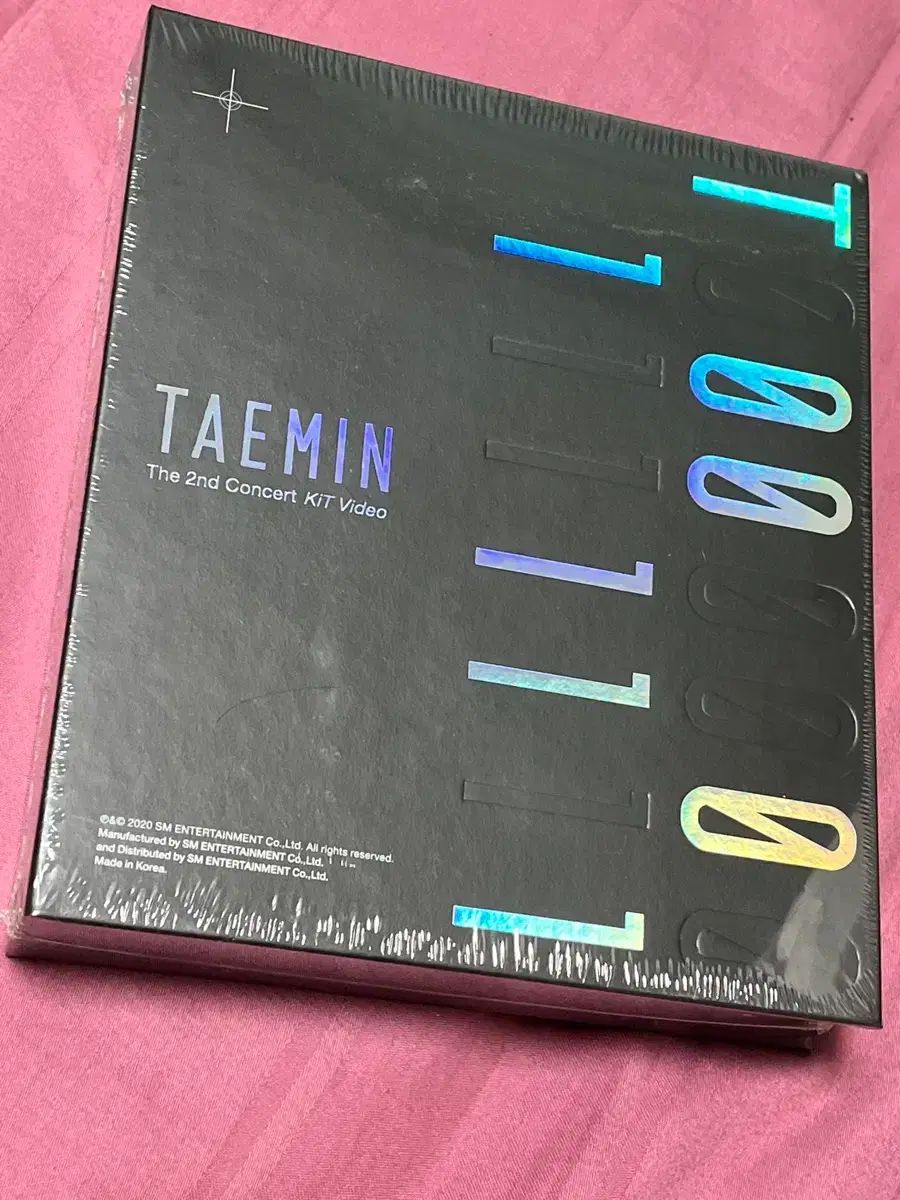 T1001101
TAEMIN
The 2nd Concert KiT Video
℗&© 2020 SM ENTERTAINMENT Co.,Ltd. All rights reserved.
Manufactured by SM ENTERTAINMENT Co.,Ltd.
and Distributed by SM ENTERTAINMENT Co.,Ltd.
Made in Korea.